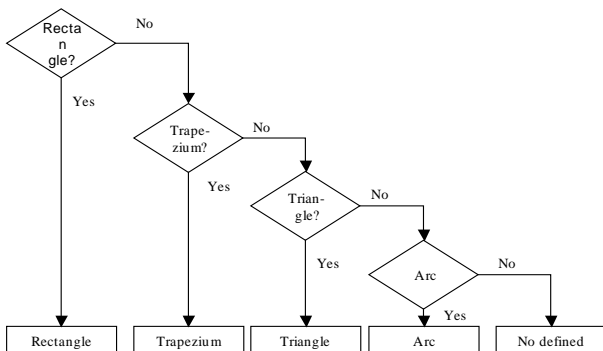 Recta
n
gle?
No
Yes
Trape-
zium?
No
Yes
Trian-
gle?
No
Yes
Arc
No
Yes
Rectangle
Trapezium
Triangle
Arc
No defined